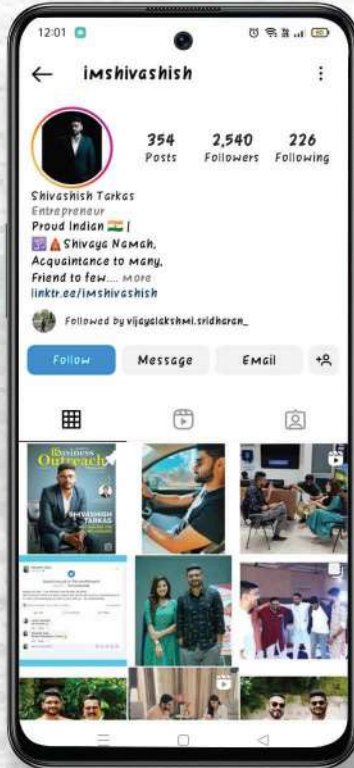 12:01
imshivashish
354 2,540 226
Posts Followers Following
Shivashish Tarkas
Entrepreneur
Proud Indian 🇮🇳 |
🕉 🛕 Shivaya Namah,
Acquaintance to many,
Friend to few.... more
linktr.ee/imshivashish
Followed by vijayalakshmi.sridharan_
Follow Message Email
Business
Outreach
SHIVASHISH
TARKAS